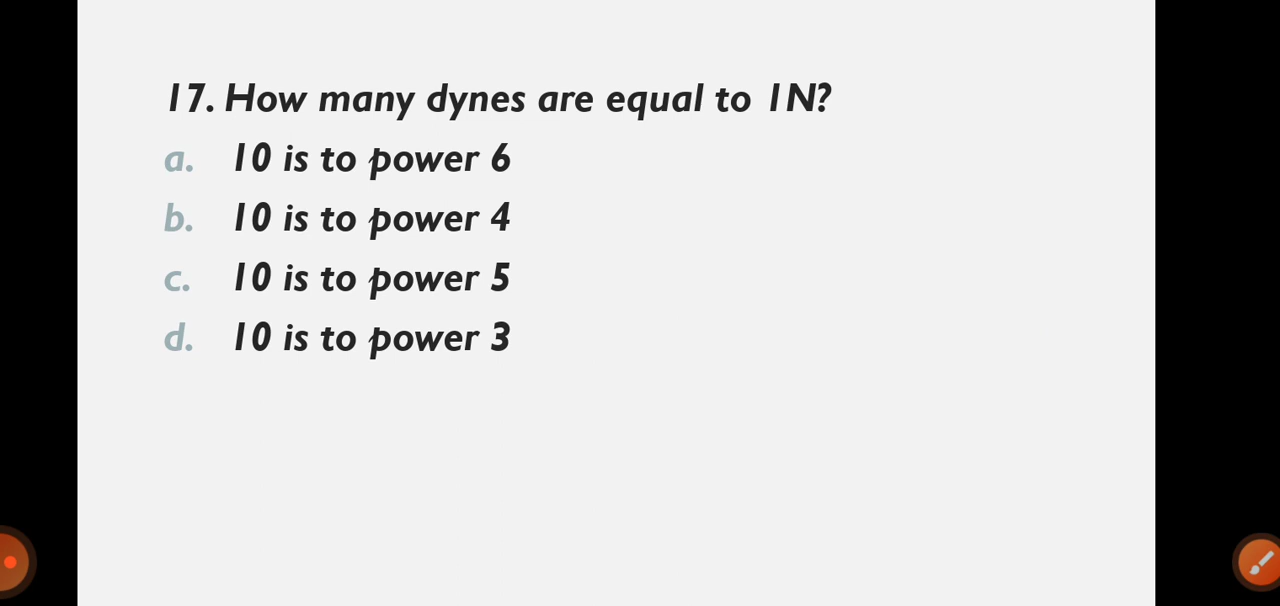 17. How many dynes are equal to 1N?
a. 10 is to power 6
b. 10 is to power 4
c. 10 is to power 5
d. 10 is to power 3